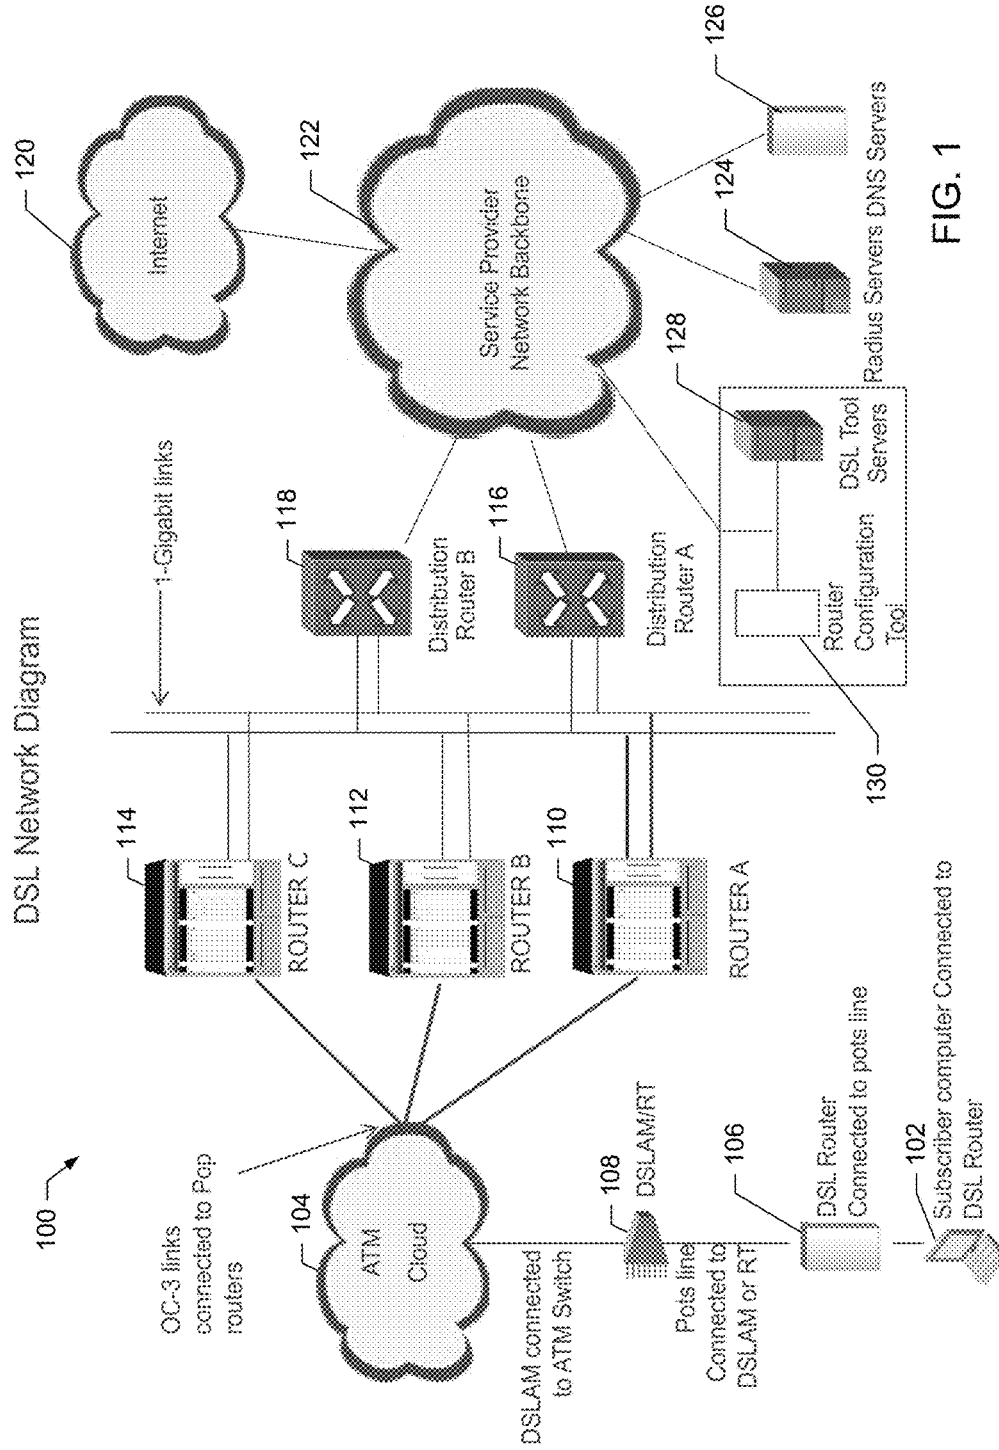 DSL Network Diagram
100
OC-3 links
connected to Pop
routers
104
ATM
Cloud
DSLAM connected
to ATM Switch
108
DSLAM/RT
Pots line
Connected to
DSLAM or RT
106
DSL Router
Connected to pots line
102
Subscriber computer Connected to
DSL Router
114
ROUTER C
112
ROUTER B
110
ROUTER A
1-Gigabit links
118
Distribution
Router B
116
Distribution
Router A
120
Internet
122
Service Provider
Network Backbone
128
DSL Tool
Servers
Router
Configuration
Tool
130
124
126
Radius Servers DNS Servers
FIG. 1